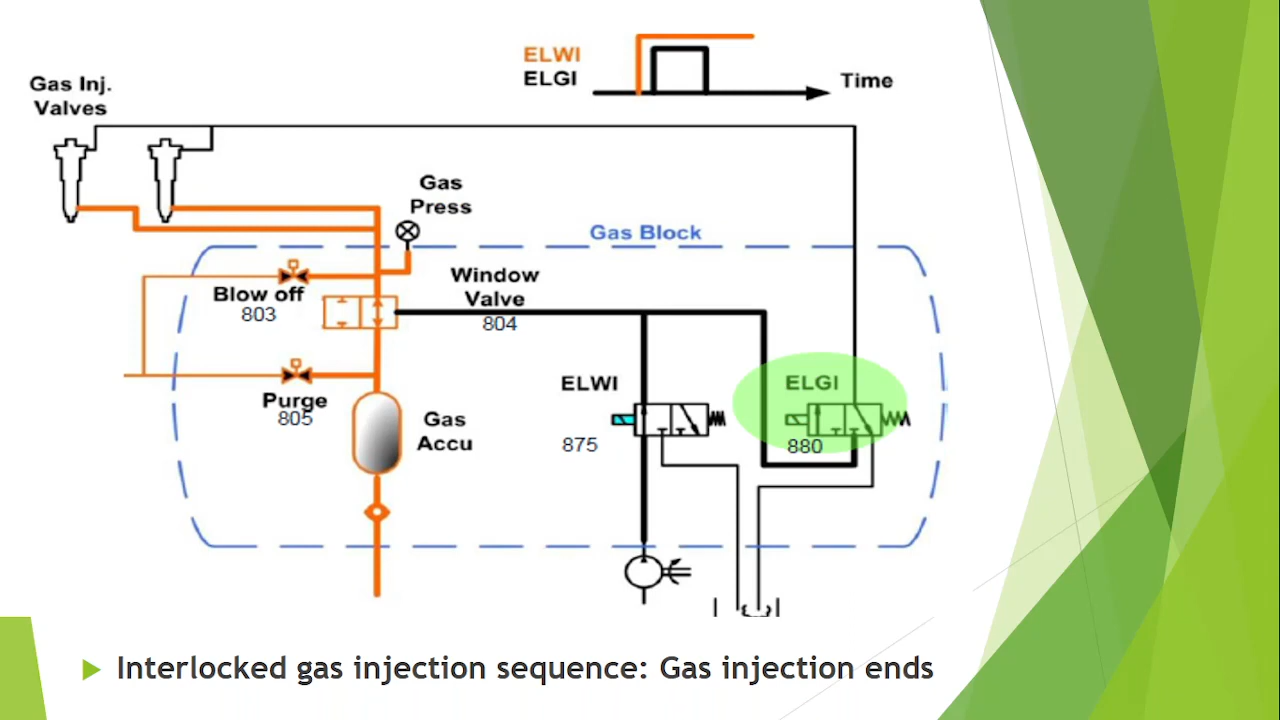 ELWI
ELGI
Time
Gas Inj.
Valves
Gas
Press
Gas Block
Window
Valve
804
Blow off
803
ELWI
ELGI
Purge
805
Gas
Accu
875
880
Interlocked gas injection sequence: Gas injection ends